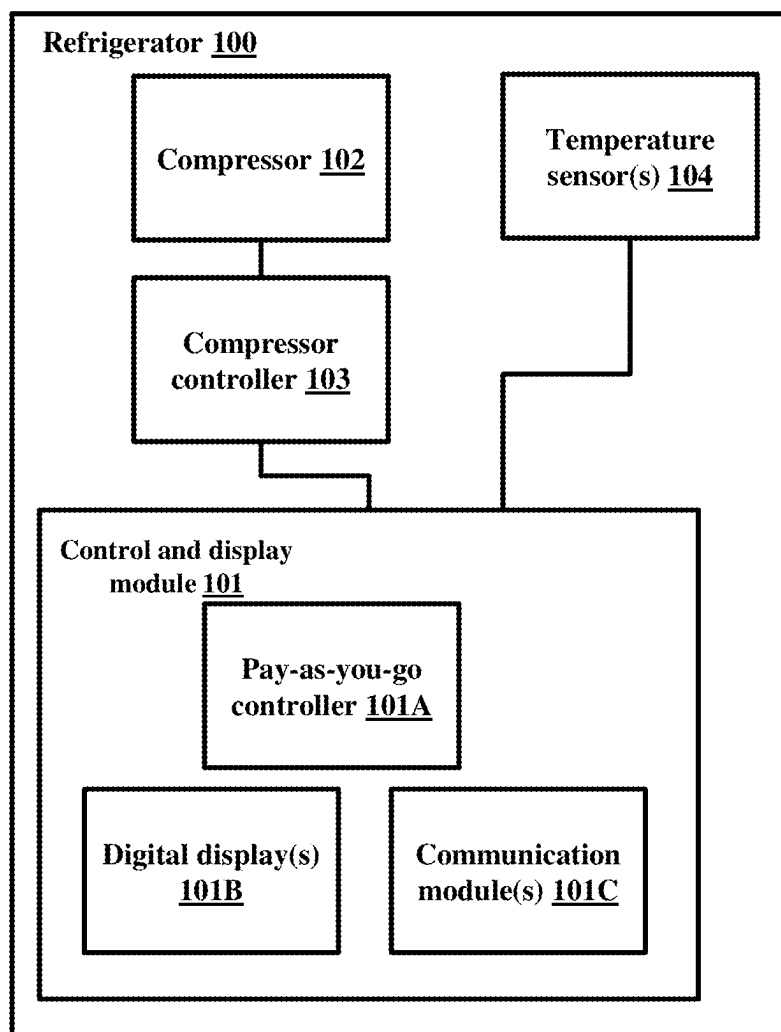 Refrigerator 100
Compressor 102
Temperature
sensor(s) 104
Compressor
controller 103
Control and display
module 101
Pay-as-you-go
controller 101A
Digital display(s)
101B
Communication
module(s) 101C